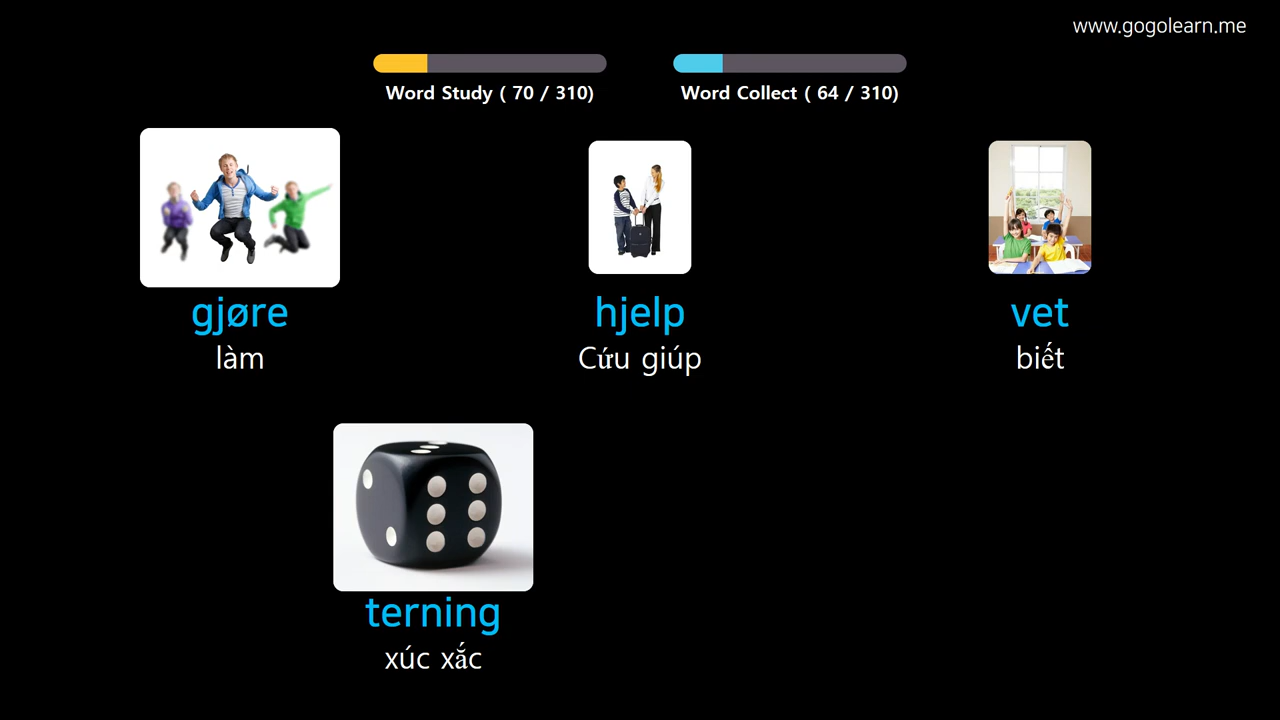 www.gogolearn.me
Word Study ( 70 / 310)
Word Collect ( 64 / 310)
gjøre
làm
hjelp
Cứu giúp
vet
biết
terning
xúc xắc